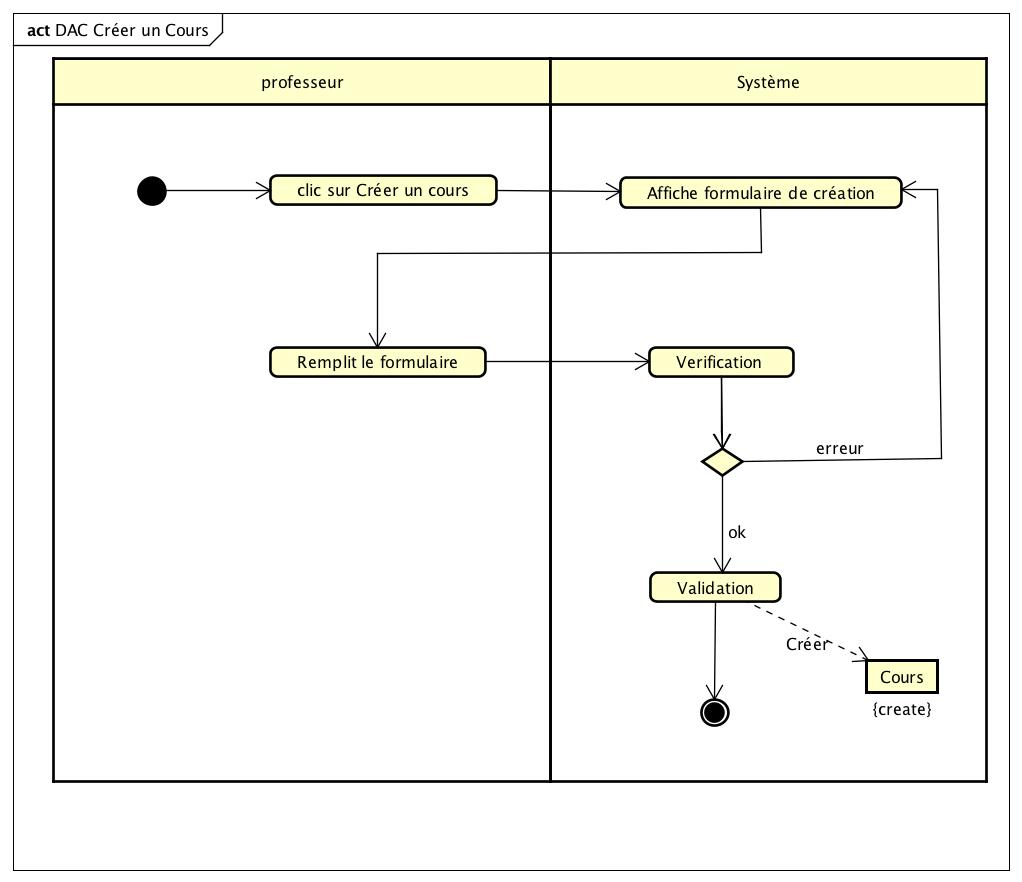 act DAC Créer un Cours
professeur
Système
clic sur Créer un cours
Affiche formulaire de création
Remplit le formulaire
Verification
erreur
ok
Validation
Créer
Cours
{create}